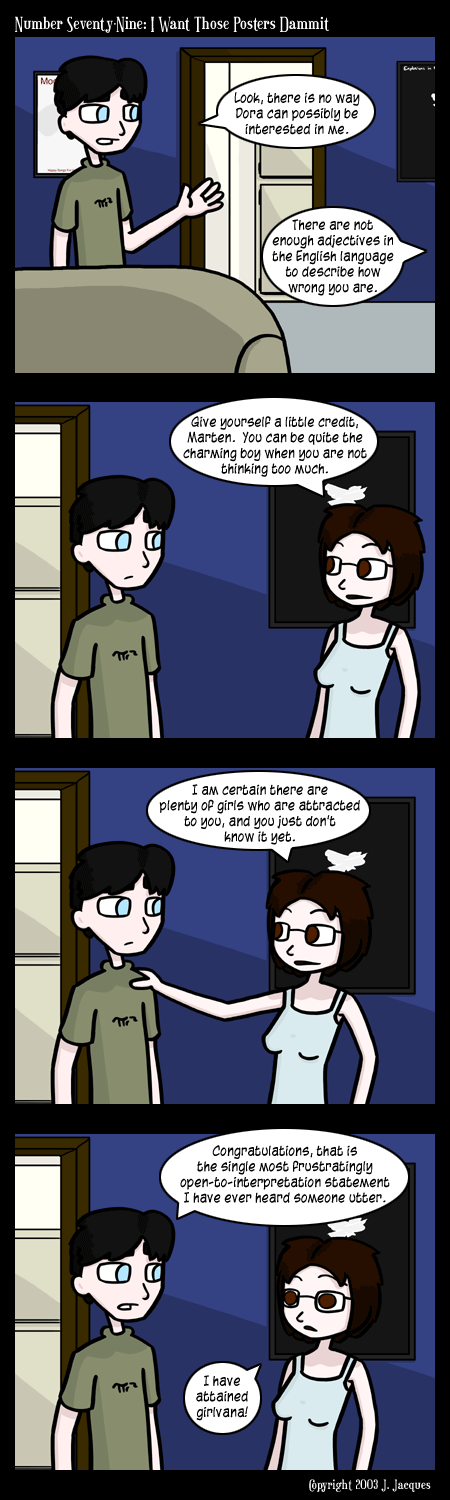 Number Seventy-Nine: I Want Those Posters Dammit
Look, there is no way
Dora can possibly be
interested in me.
There are not
enough adjectives in
the English language
to describe how
wrong you are.
Give yourself a little credit,
Marten. You can be quite the
charming boy when you are not
thinking too much.
I am certain there are
plenty of girls who are attracted
to you, and you just don't
know it yet.
Congratulations, that is
the single most frustratingly
open-to-interpretation statement
I have ever heard someone utter.
I have
attained
girlvana!
Copyright 2003 J. Jacques